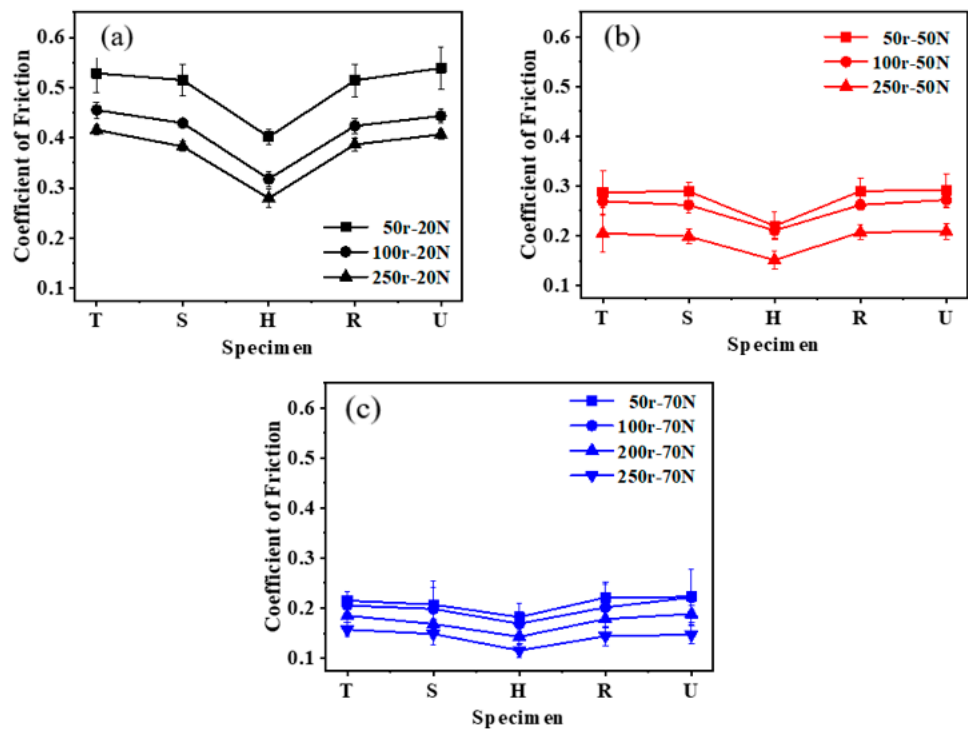 (a)
Coefficient of Friction
0.6
0.5
0.4
0.3
0.2
0.1
50r-20N
100r-20N
250r-20N
T S H R U
Specimen
(b)
Coefficient of Friction
0.6
0.5
0.4
0.3
0.2
0.1
50r-50N
100r-50N
250r-50N
T S H R U
Specimen
(c)
Coefficient of Friction
0.6
0.5
0.4
0.3
0.2
0.1
50r-70N
100r-70N
200r-70N
250r-70N
T S H R U
Specimen